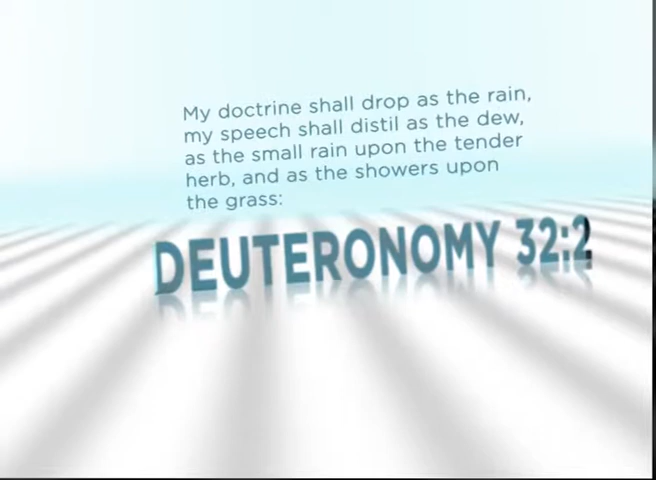 My doctrine shall drop as the rain,
my speech shall distil as the dew,
as the small rain upon the tender
herb, and as the showers upon
the grass:
DEUTERONOMY 32:2